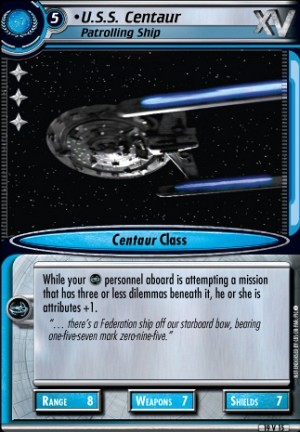 5
•U.S.S. Centaur
Patrolling Ship
XV
Centaur Class
While your personnel aboard is attempting a mission
that has three or less dilemmas beneath it, he or she is
attributes +1.
"... there's a Federation ship off our starboard bow, bearing
one-five-seven mark zero-nine-five."
RANGE 8
WEAPONS 7
SHIELDS 7